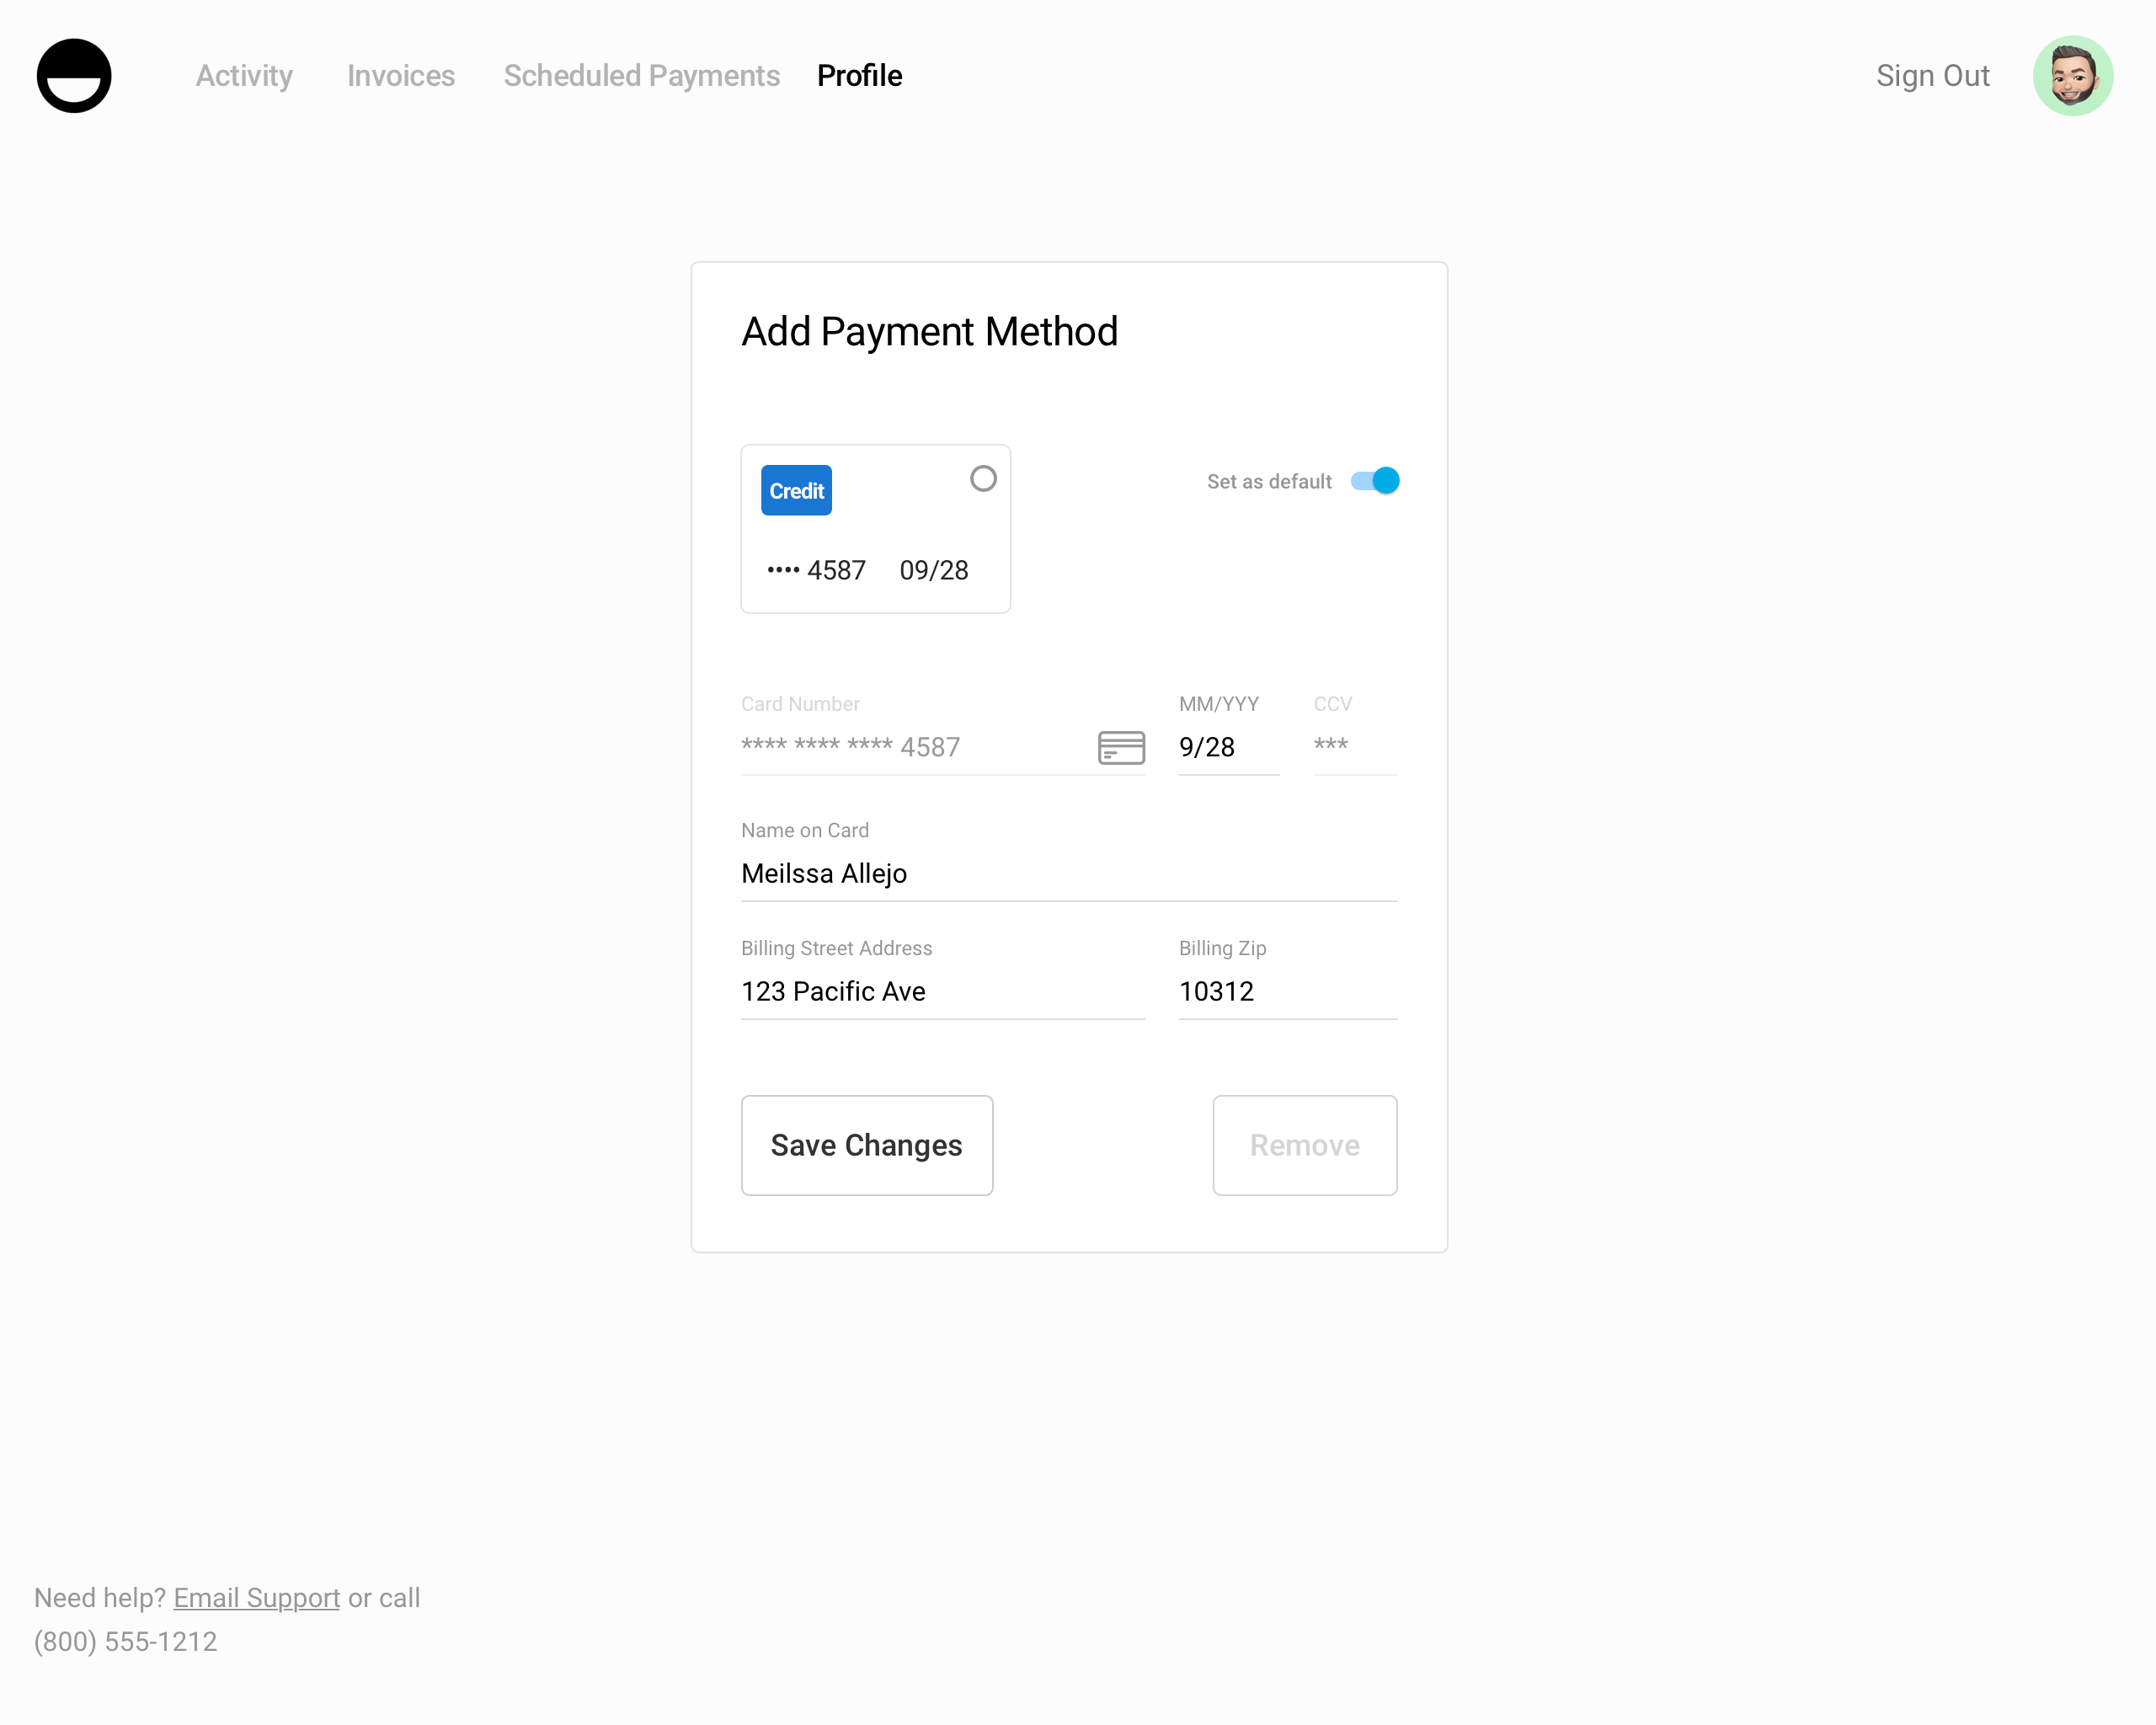 Activity Invoices Scheduled Payments Profile Sign Out
Add Payment Method
Credit
Set as default
•••• 4587 09/28
Card Number MM/YYY CCV
**** **** **** 4587 9/28 ***
Name on Card
Meilssa Allejo
Billing Street Address Billing Zip
123 Pacific Ave 10312
Save Changes Remove
Need help? Email Support or call
(800) 555-1212